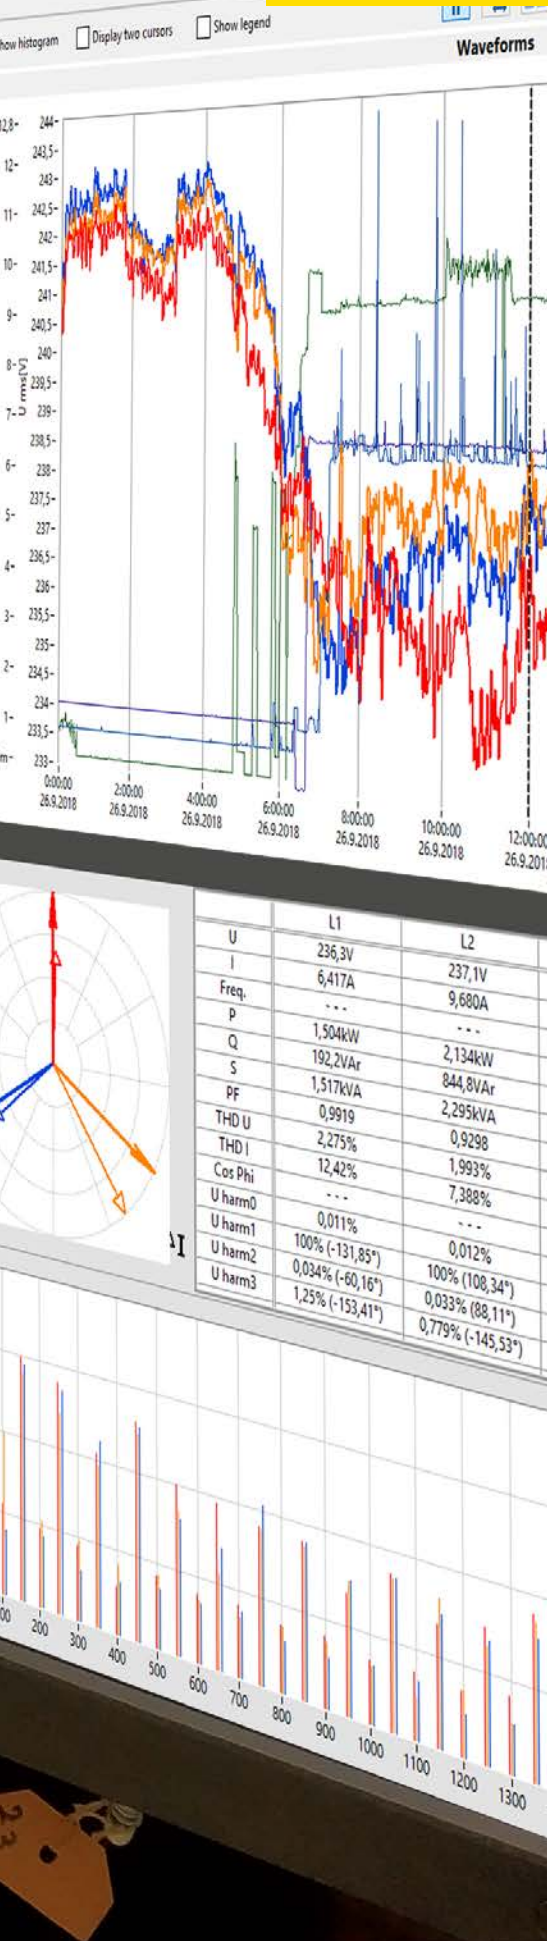 how histogram Display two cursors Show legend
Waveforms
12,8-
12-
11-
10-
9-
8-
7-
6-
5-
4-
3-
2-
1-
m-
U rms[V]
244-
243,5-
243-
242,5-
242-
241,5-
241-
240,5-
240-
239,5-
239-
238,5-
238-
237,5-
237-
236,5-
236-
235,5-
235-
234,5-
234-
233,5-
233-
0:00:00 2:00:00 4:00:00 6:00:00 8:00:00 10:00:00 12:00:00
26.9.2018 26.9.2018 26.9.2018 26.9.2018 26.9.2018 26.9.2018 26.9.201
L1 L2
U 236,3V 237,1V
I 6,417A 9,680A
Freq. --- ---
P 1,504kW 2,134kW
Q 192,2VAr 844,8VAr
S 1,517kVA 2,295kVA
PF 0,9919 0,9298
THD U 2,275% 1,993%
THD I 12,42% 7,388%
Cos Phi --- ---
U harm0 0,011% 0,012%
U harm1 100% (-131,85°) 100% (108,34°)
U harm2 0,034% (-60,16°) 0,033% (88,11°)
U harm3 1,25% (-153,41°) 0,779% (-145,53°)
00 200 300 400 500 600 700 800 900 1000 1100 1200 1300